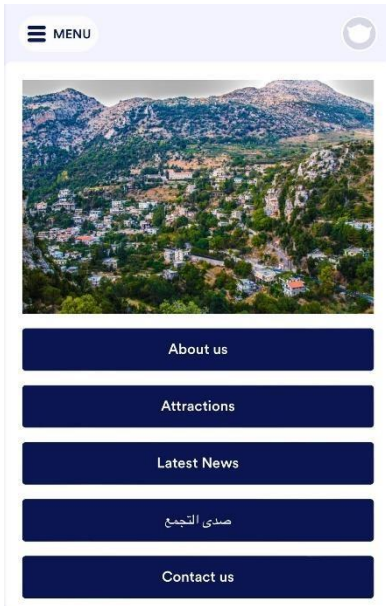 MENU
About us
Attractions
Latest News
صدى التجمع
Contact us